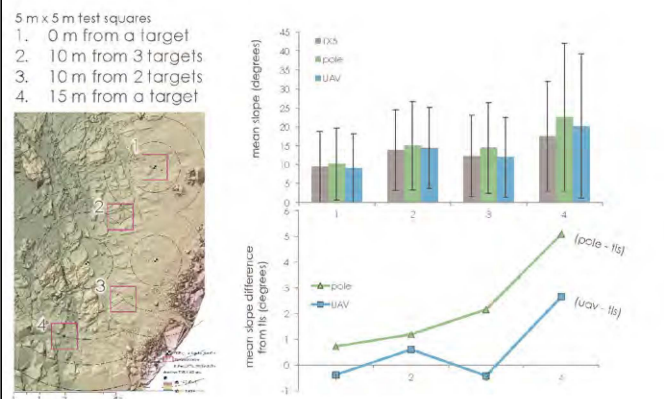 5 m x 5 m test squares
1. 0 m from a target
2. 10 m from 3 targets
3. 10 m from 2 targets
4. 15 m from a target
1
2
3
4
mean slope (degrees)
45
40
35
30
25
20
15
10
5
0
pole
UAV
1
2
3
4
mean slope difference
from tls (degrees)
6
5
4
3
2
1
0
-1
pole
UAV
(pole - tls)
(uav - tls)
2
4